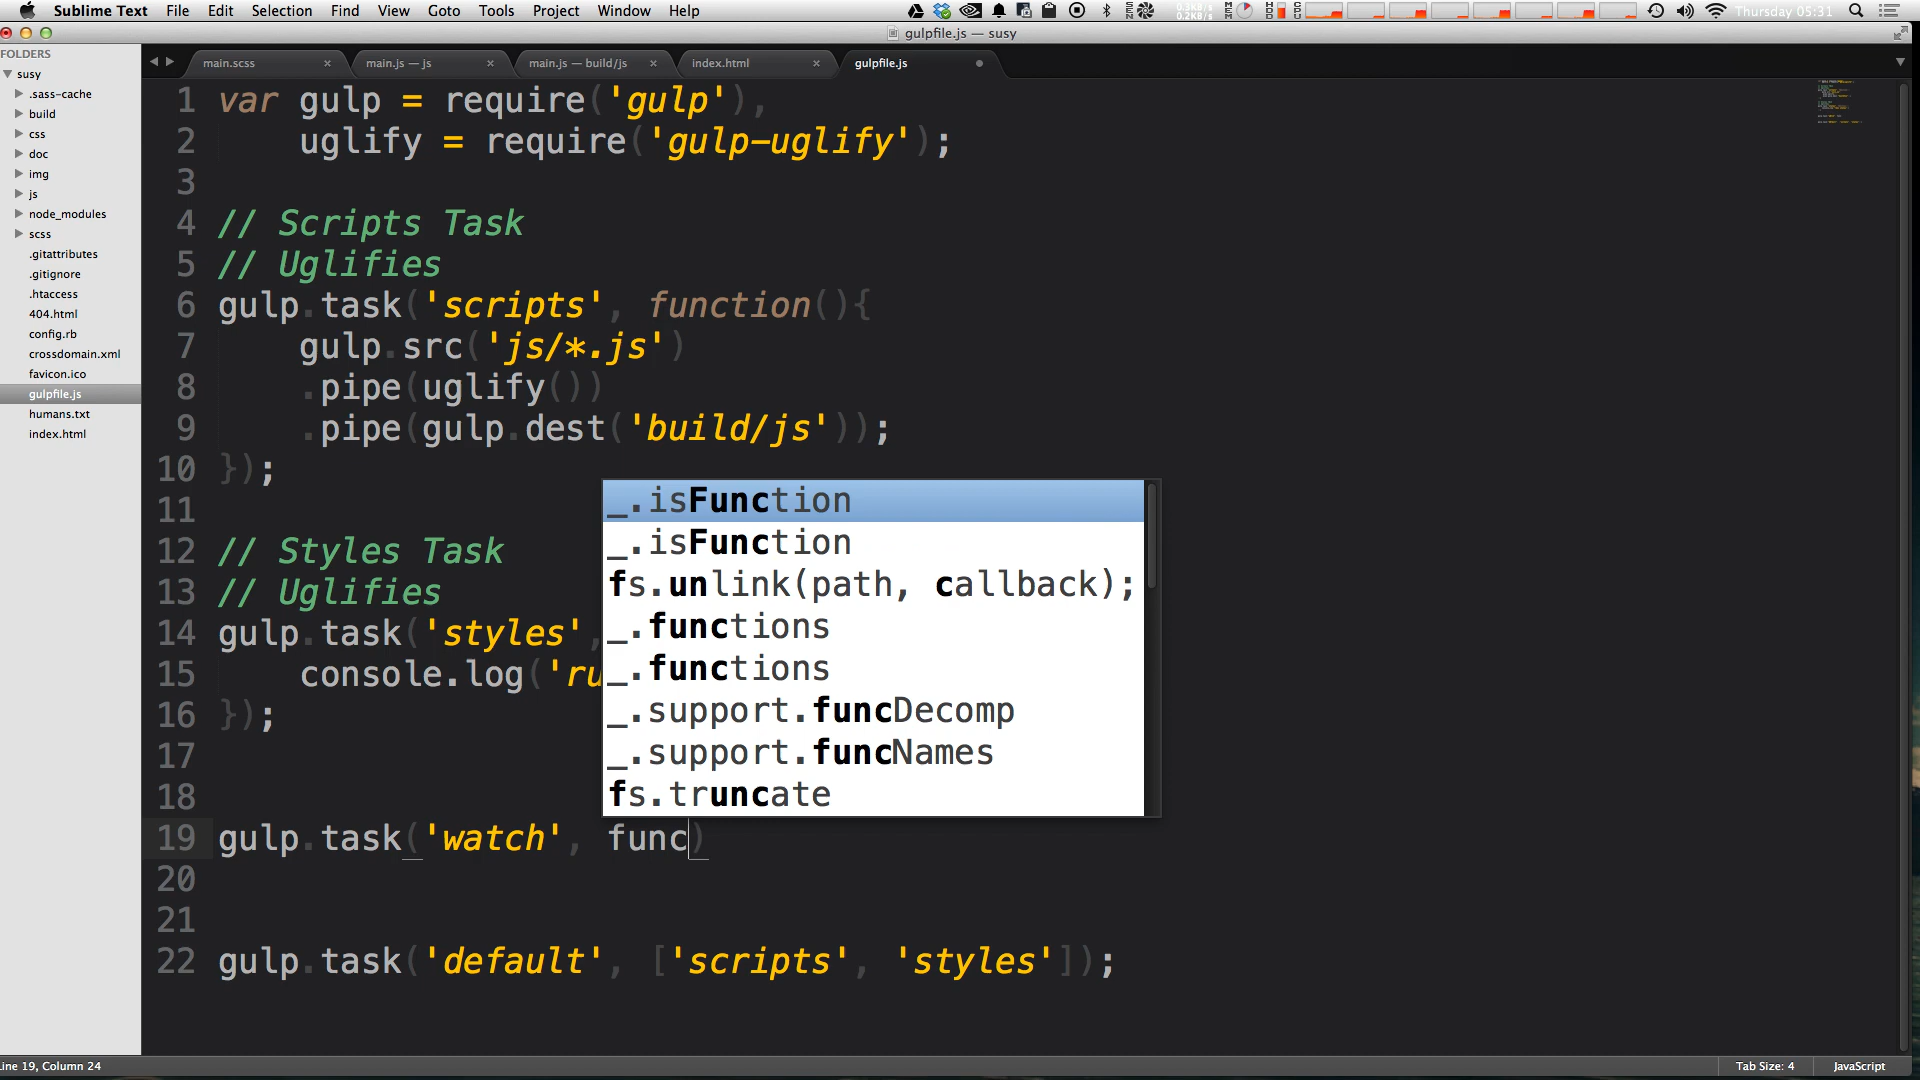 Sublime Text File Edit Selection Find View Goto Tools Project Window Help Thursday 05:31
gulpfile.js — susy
FOLDERS
susy
.sass-cache
build
css
doc
img
js
node_modules
scss
.gitattributes
.gitignore
.htaccess
404.html
config.rb
crossdomain.xml
favicon.ico
gulpfile.js
humans.txt
index.html
main.scss main.js — js main.js — build/js index.html gulpfile.js
1 var gulp = require('gulp'),
2 uglify = require('gulp-uglify');
3
4 // Scripts Task
5 // Uglifies
6 gulp.task('scripts', function(){
7 gulp.src('js/*.js')
8 .pipe(uglify())
9 .pipe(gulp.dest('build/js'));
10 });
11
12 // Styles Task
13 // Uglifies
14 gulp.task('styles',
15 console.log('ru
16 });
17
18
19 gulp.task('watch', func)
20
21
22 gulp.task('default', ['scripts', 'styles']);
_.isFunction
_.isFunction
fs.unlink(path, callback);
_.functions
_.functions
_.support.funcDecomp
_.support.funcNames
fs.truncate
ine 19, Column 24 Tab Size: 4 JavaScript